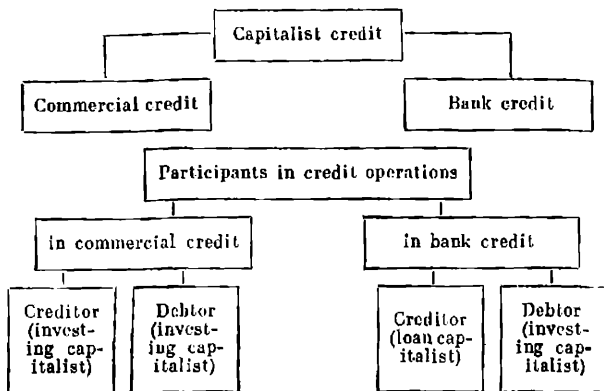 Capitalist credit
Commercial credit
Bank credit
Participants in credit operations
in commercial credit
in bank credit
Creditor
(invest-
ing cap-
italist)
Debtor
(invest-
ing cap-
italist)
Creditor
(loan cap-
italist)
Debtor
(invest-
ing cap-
italist)